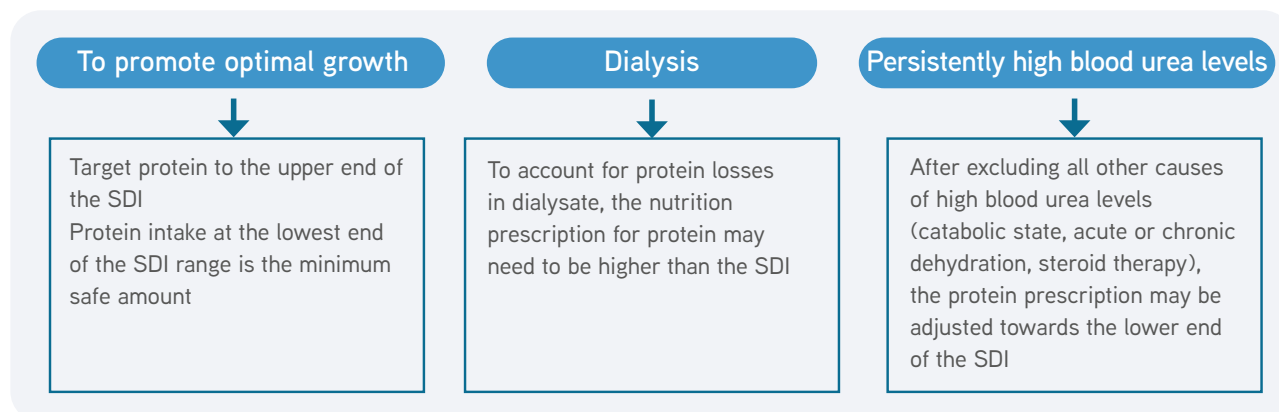 To promote optimal growth
Target protein to the upper end of
the SDI
Protein intake at the lowest end
of the SDI range is the minimum
safe amount
Dialysis
To account for protein losses
in dialysate, the nutrition
prescription for protein may
need to be higher than the SDI
Persistently high blood urea levels
After excluding all other causes
of high blood urea levels
(catabolic state, acute or chronic
dehydration, steroid therapy),
the protein prescription may be
adjusted towards the lower end
of the SDI